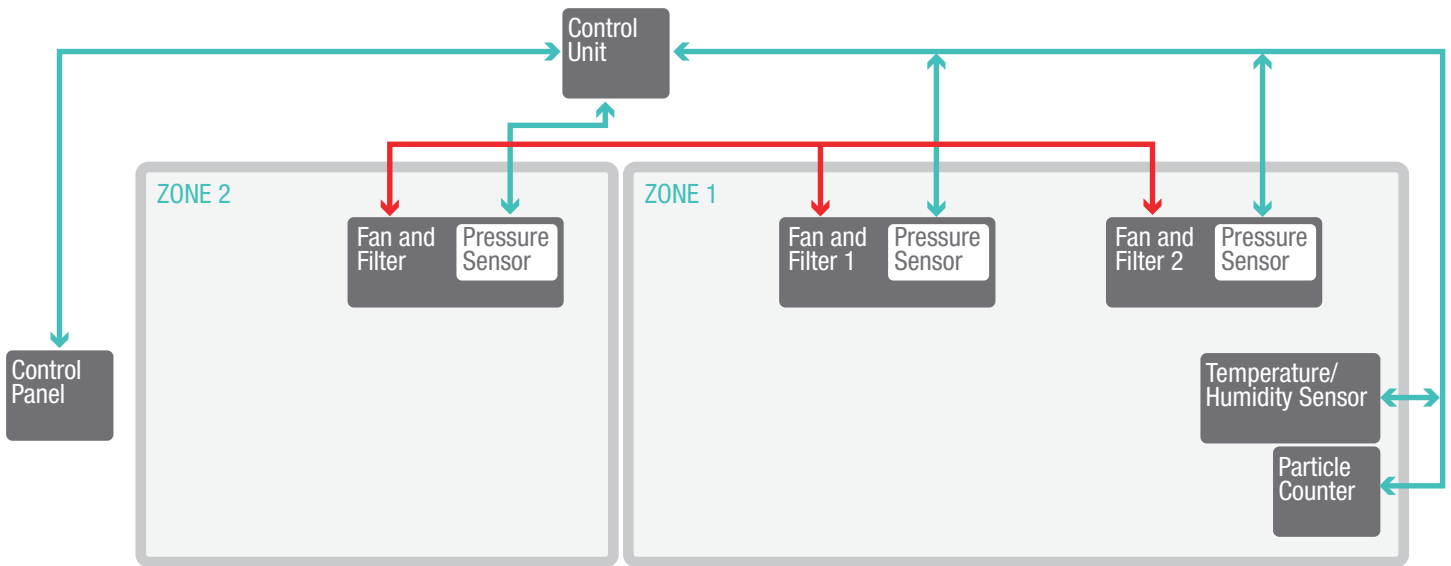 Control
Unit
ZONE 2
ZONE 1
Fan and
Filter
Pressure
Sensor
Fan and
Filter 1
Pressure
Sensor
Fan and
Filter 2
Pressure
Sensor
Control
Panel
Temperature/
Humidity Sensor
Particle
Counter